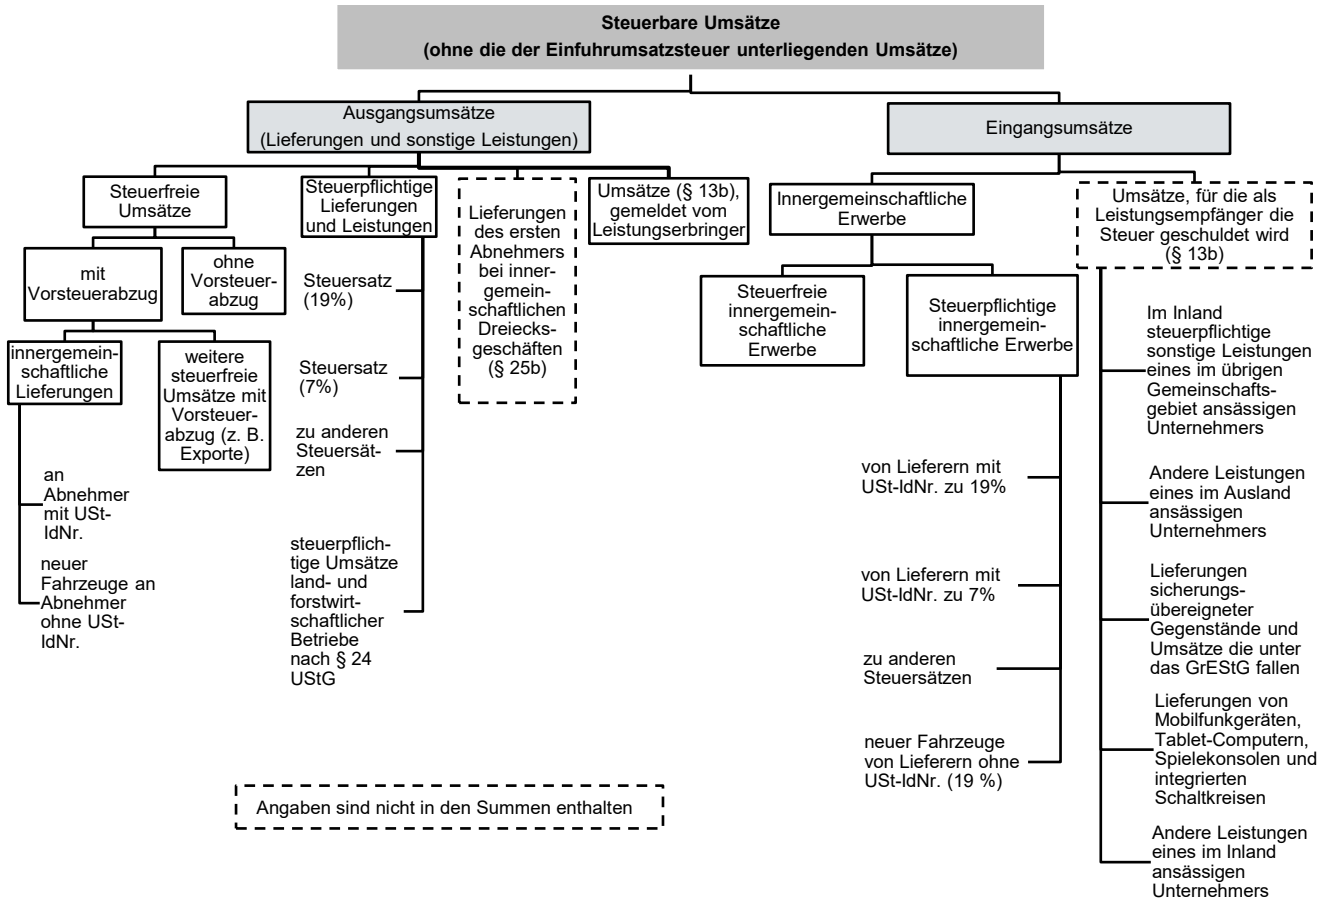 Steuerbare Umsätze
(ohne die der Einfuhrumsatzsteuer unterliegenden Umsätze)
Ausgangsumsätze
(Lieferungen und sonstige Leistungen)
Eingangsumsätze
Steuerfreie
Umsätze
Steuerpflichtige
Lieferungen
und Leistungen
Lieferungen
des ersten
Abnehmers
bei inner-
gemein-
schaftlichen
Dreiecks-
geschäften
(§ 25b)
Umsätze (§ 13b),
gemeldet vom
Leistungserbringer
Innergemeinschaftliche
Erwerbe
Umsätze, für die als
Leistungsempfänger die
Steuer geschuldet wird
(§ 13b)
mit
Vorsteuerabzug
ohne
Vorsteuer-
abzug
innergemein-
schaftliche
Lieferungen
weitere
steuerfreie
Umsätze mit
Vorsteuer-
abzug (z. B.
Exporte)
an
Abnehmer
mit USt-
IdNr.
neuer
Fahrzeuge an
Abnehmer
ohne USt-
IdNr.
Steuersatz
(19%)
Steuersatz
(7%)
zu anderen
Steuersät-
zen
steuerpflich-
tige Umsätze
land- und
forstwirt-
schaftlicher
Betriebe
nach § 24
UStG
Steuerfreie
innergemein-
schaftliche
Erwerbe
Steuerpflichtige
innergemein-
schaftliche Erwerbe
von Lieferern mit
USt-IdNr. zu 19%
von Lieferern mit
USt-IdNr. zu 7%
zu anderen
Steuersätzen
neuer Fahrzeuge
von Lieferern ohne
USt-IdNr. (19 %)
Im Inland
steuerpflichtige
sonstige Leistungen
eines im übrigen
Gemeinschafts-
gebiet ansässigen
Unternehmers
Andere Leistungen
eines im Ausland
ansässigen
Unternehmers
Lieferungen
sicherungs-
übereigneter
Gegenstände und
Umsätze die unter
das GrEStG fallen
Lieferungen von
Mobilfunkgeräten,
Tablet-Computern,
Spielekonsolen und
integrierten
Schaltkreisen
Andere Leistungen
eines im Inland
ansässigen
Unternehmers
Angaben sind nicht in den Summen enthalten